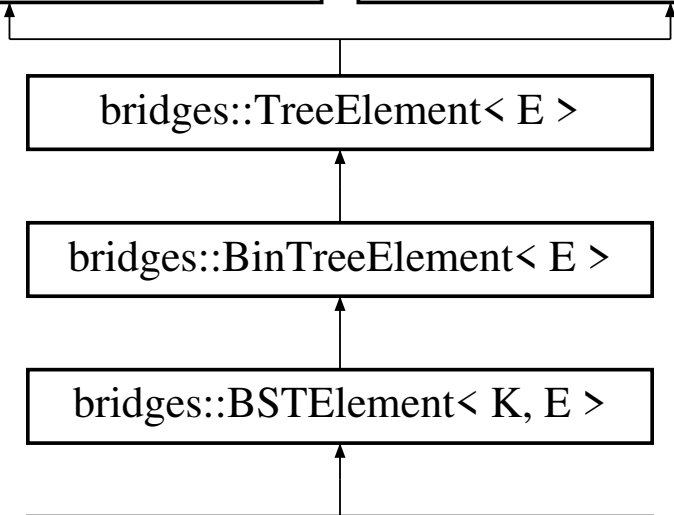 bridges::TreeElement< E >
bridges::BinTreeElement< E >
bridges::BSTElement< K, E >